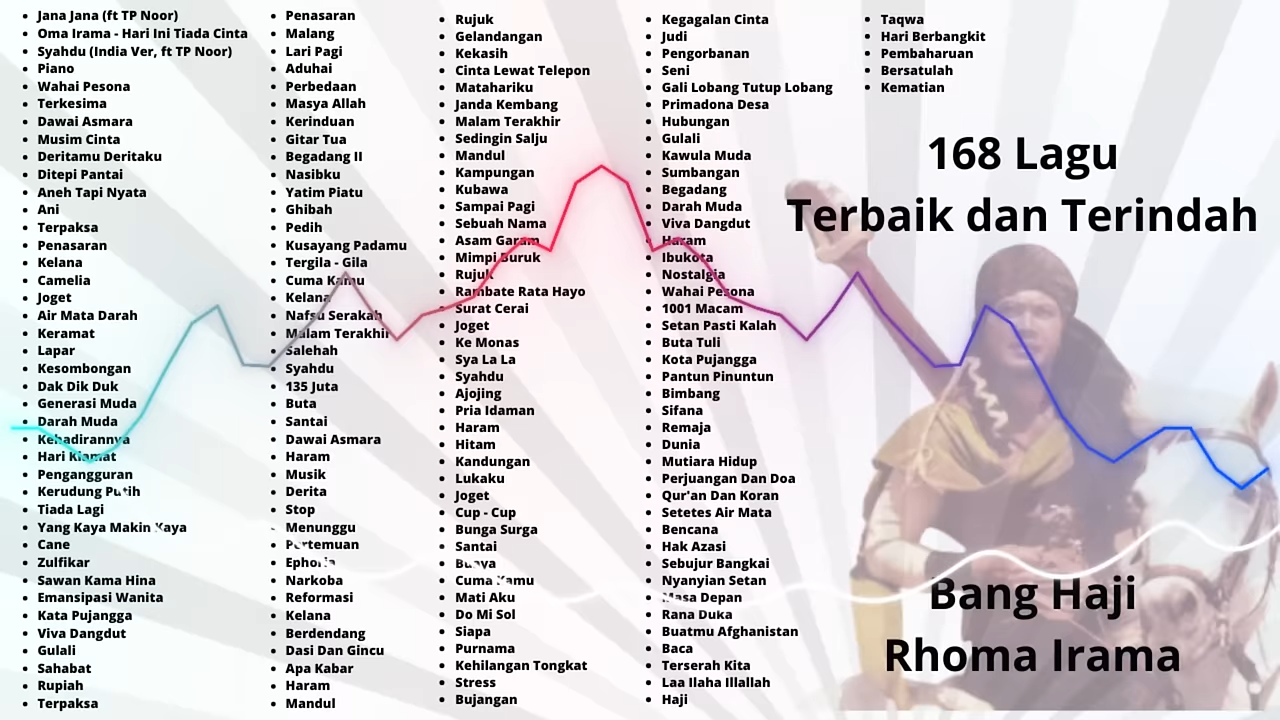 Jana Jana (ft TP Noor)
Oma Irama - Hari Ini Tiada Cinta
Syahdu (India Ver, ft TP Noor)
Piano
Wahai Pesona
Terkesima
Dawai Asmara
Musim Cinta
Deritamu Deritaku
Ditepi Pantai
Aneh Tapi Nyata
Ani
Terpaksa
Penasaran
Kelana
Camelia
Joget
Air Mata Darah
Keramat
Lapar
Kesombongan
Dak Dik Duk
Generasi Muda
Darah Muda
Kehadirannya
Hari Kiamat
Pengangguran
Kerudung Putih
Tiada Lagi
Yang Kaya Makin Kaya
Cane
Zulfikar
Sawan Kama Hina
Emansipasi Wanita
Kata Pujangga
Viva Dangdut
Gulali
Sahabat
Rupiah
Terpaksa
Penasaran
Malang
Lari Pagi
Aduhai
Perbedaan
Masya Allah
Kerinduan
Gitar Tua
Begadang II
Nasibku
Yatim Piatu
Ghibah
Pedih
Kusayang Padamu
Tergila - Gila
Cuma Kamu
Kelana
Nafsu Serakah
Malam Terakhir
Salehah
Syahdu
135 Juta
Buta
Santai
Dawai Asmara
Haram
Musik
Derita
Stop
Menunggu
Pertemuan
Ephoria
Narkoba
Reformasi
Kelana
Berdendang
Dasi Dan Gincu
Apa Kabar
Haram
Mandul
Rujuk
Gelandangan
Kekasih
Cinta Lewat Telepon
Matahariku
Janda Kembang
Malam Terakhir
Sedingin Salju
Mandul
Kampungan
Kubawa
Sampai Pagi
Sebuah Nama
Asam Garam
Mimpi Buruk
Rujuk
Rambate Rata Hayo
Surat Cerai
Joget
Ke Monas
Sya La La
Syahdu
Ajojing
Pria Idaman
Haram
Hitam
Kandungan
Lukaku
Joget
Cup - Cup
Bunga Surga
Santai
Buaya
Cuma Kamu
Mati Aku
Do Mi Sol
Siapa
Purnama
Kehilangan Tongkat
Stress
Bujangan
Kegagalan Cinta
Judi
Pengorbanan
Seni
Gali Lobang Tutup Lobang
Primadona Desa
Hubungan
Gulali
Kawula Muda
Sumbangan
Begadang
Darah Muda
Viva Dangdut
Haram
Ibukota
Nostalgia
Wahai Pesona
1001 Macam
Setan Pasti Kalah
Buta Tuli
Kota Pujangga
Pantun Pinuntun
Bimbang
Sifana
Remaja
Dunia
Mutiara Hidup
Perjuangan Dan Doa
Qur'an Dan Koran
Setetes Air Mata
Bencana
Hak Azasi
Sebujur Bangkai
Nyanyian Setan
Masa Depan
Rana Duka
Buatmu Afghanistan
Baca
Terserah Kita
Laa Ilaha Illallah
Haji
Taqwa
Hari Berbangkit
Pembaharuan
Bersatulah
Kematian
168 Lagu
Terbaik dan Terindah
Bang Haji
Rhoma Irama